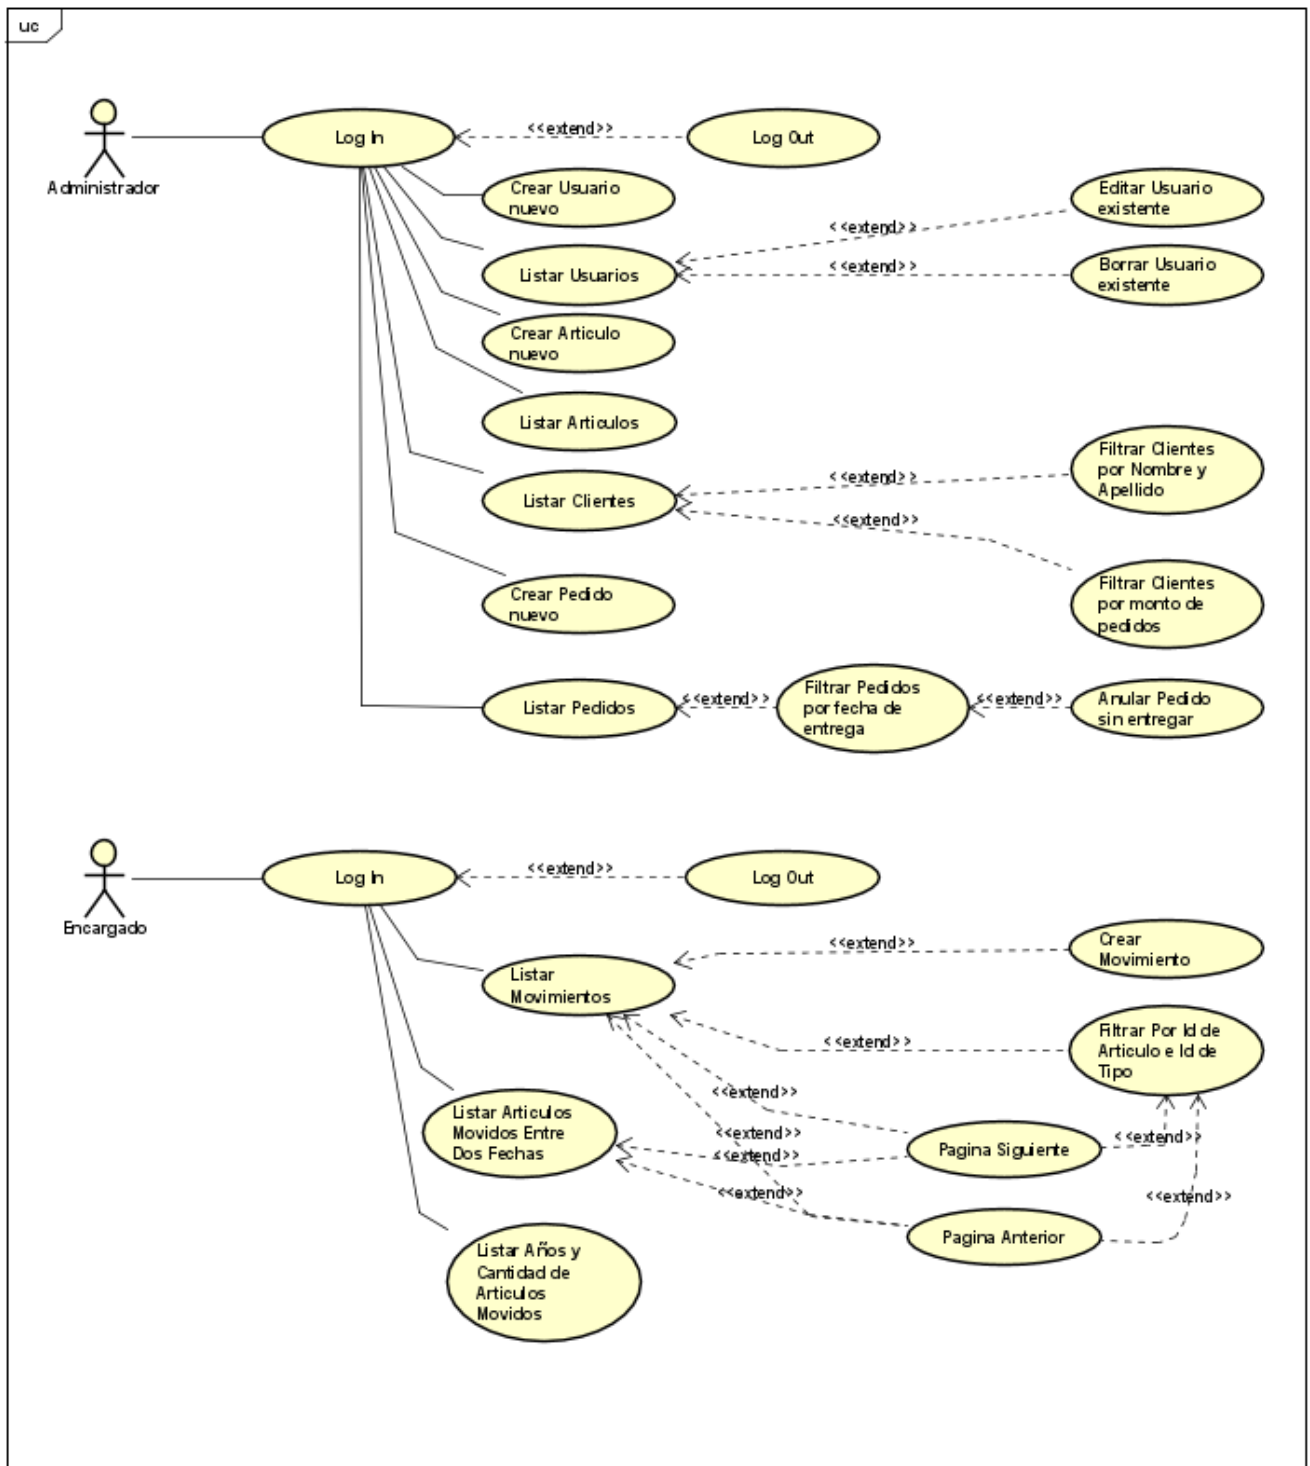 uc
Administrador
Log In
<<extend>>
Log Out
Crear Usuario
nuevo
Editar Usuario
existente
<<extend>>
Listar Usuarios
<<extend>>
Borrar Usuario
existente
Crear Articulo
nuevo
Listar Articulos
Filtrar Clientes
por Nombre y
Apellido
<<extend>>
Listar Clientes
<<extend>>
Filtrar Clientes
por monto de
pedidos
Crear Pedido
nuevo
Listar Pedidos
<<extend>>
Filtrar Pedidos
por fecha de
entrega
<<extend>>
Anular Pedido
sin entregar
Encargado
Log In
<<extend>>
Log Out
<<extend>>
Crear
Movimiento
Listar
Movimientos
<<extend>>
Filtrar Por Id de
Articulo e Id de
Tipo
<<extend>>
Listar Articulos
Movidos Entre
Dos Fechas
<<extend>>
<<extend>>
Pagina Siguiente
<<extend>>
<<extend>>
<<extend>>
Pagina Anterior
Listar Años y
Cantidad de
Articulos
Movidos